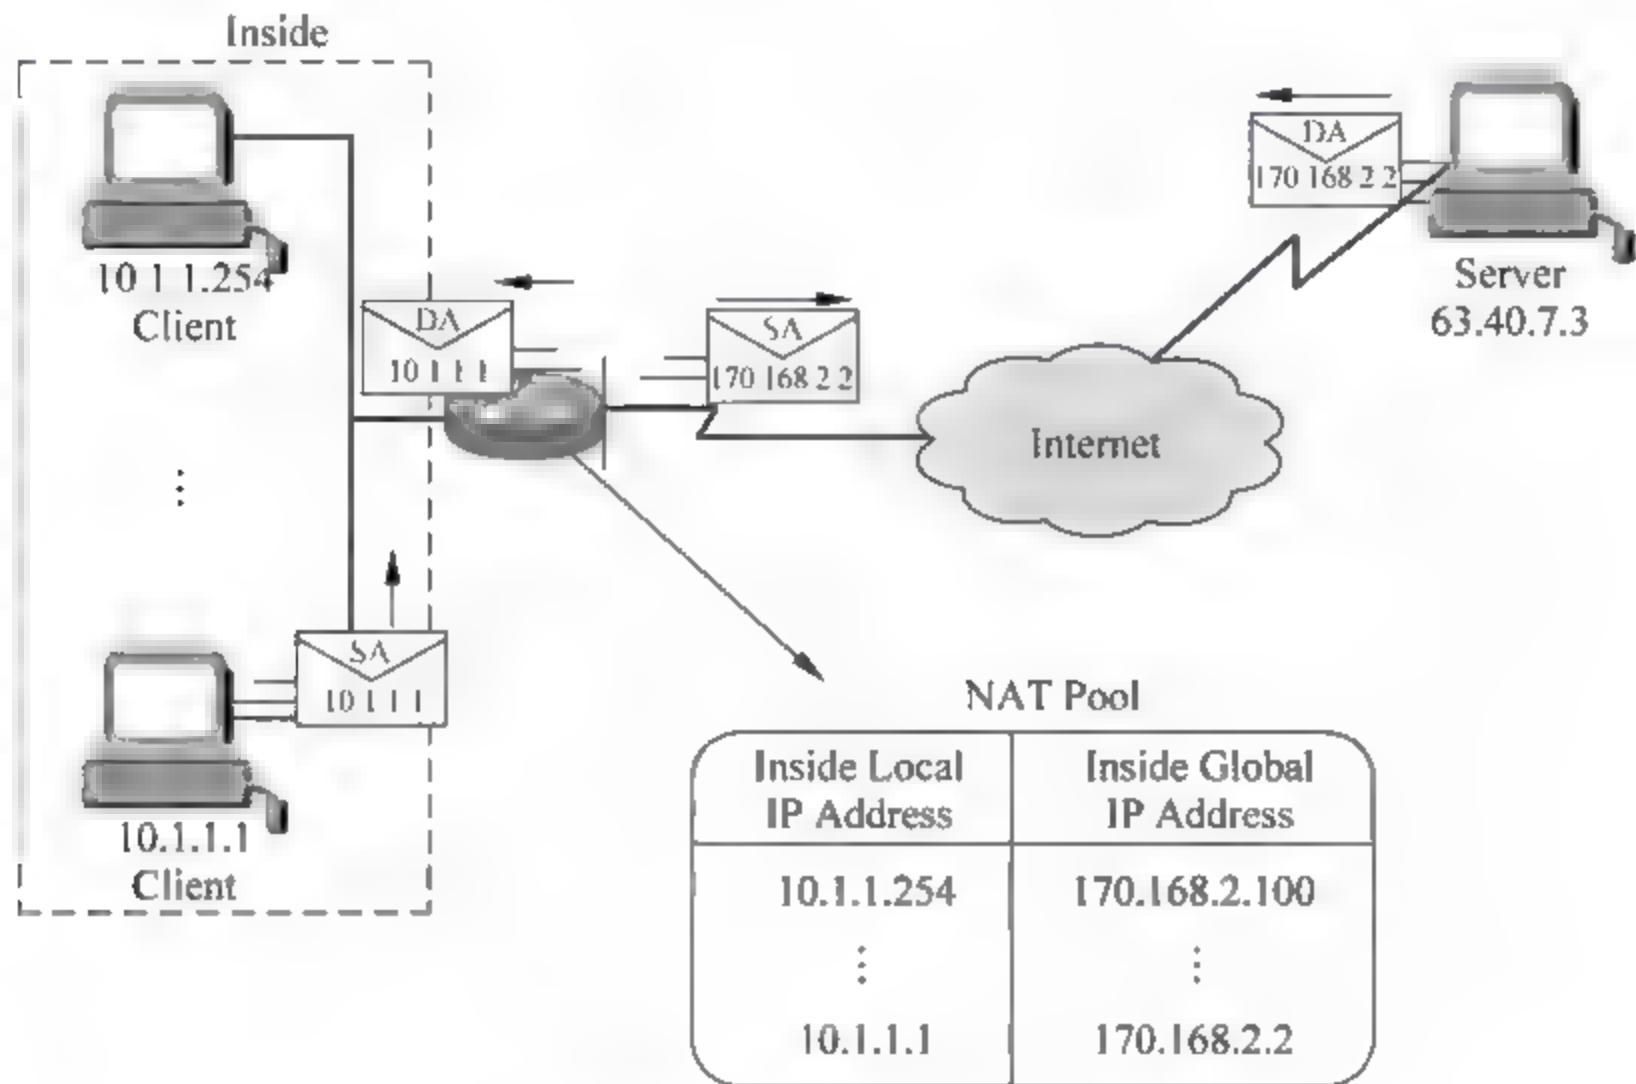 Inside
10 1 1.254
Client
DA
10 1 1 1
SA
170 168 2 2
DA
170 168 2 2
Server
63.40.7.3
Internet
⋮
SA
10 1 1 1
10.1.1.1
Client
NAT Pool
Inside Local
IP Address
Inside Global
IP Address
10.1.1.254
170.168.2.100
⋮
⋮
10.1.1.1
170.168.2.2